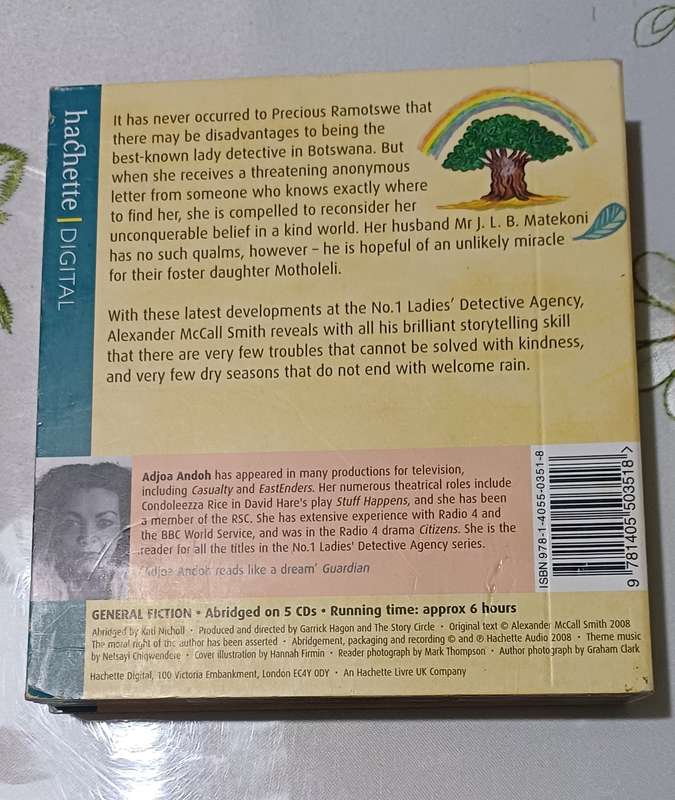 hachette | DIGITAL
It has never occurred to Precious Ramotswe that
there may be disadvantages to being the
best-known lady detective in Botswana. But
when she receives a threatening anonymous
letter from someone who knows exactly where
to find her, she is compelled to reconsider her
unconquerable belief in a kind world. Her husband Mr J. L. B. Matekoni
has no such qualms, however – he is hopeful of an unlikely miracle
for their foster daughter Motholeli.
With these latest developments at the No.1 Ladies' Detective Agency,
Alexander McCall Smith reveals with all his brilliant storytelling skill
that there are very few troubles that cannot be solved with kindness,
and very few dry seasons that do not end with welcome rain.
Adjoa Andoh has appeared in many productions for television,
including Casualty and EastEnders. Her numerous theatrical roles include
Condoleezza Rice in David Hare's play Stuff Happens, and she has been
a member of the RSC. She has extensive experience with Radio 4 and
the BBC World Service, and was in the Radio 4 drama Citizens. She is the
reader for all the titles in the No.1 Ladies' Detective Agency series.
'Adjoa Andoh reads like a dream' Guardian
ISBN 978-1-4055-0351-8
9 781405 503518 >
GENERAL FICTION • Abridged on 5 CDs • Running time: approx 6 hours
Abridged by Kati Nicholl • Produced and directed by Garrick Hagon and The Story Circle • Original text © Alexander McCall Smith 2008
The moral right of the author has been asserted • Abridgement, packaging and recording © and ℗ Hachette Audio 2008 • Theme music
by Netsayi Chigwendere • Cover illustration by Hannah Firmin • Reader photograph by Mark Thompson • Author photograph by Graham Clark
Hachette Digital, 100 Victoria Embankment, London EC4Y 0DY • An Hachette Livre UK Company